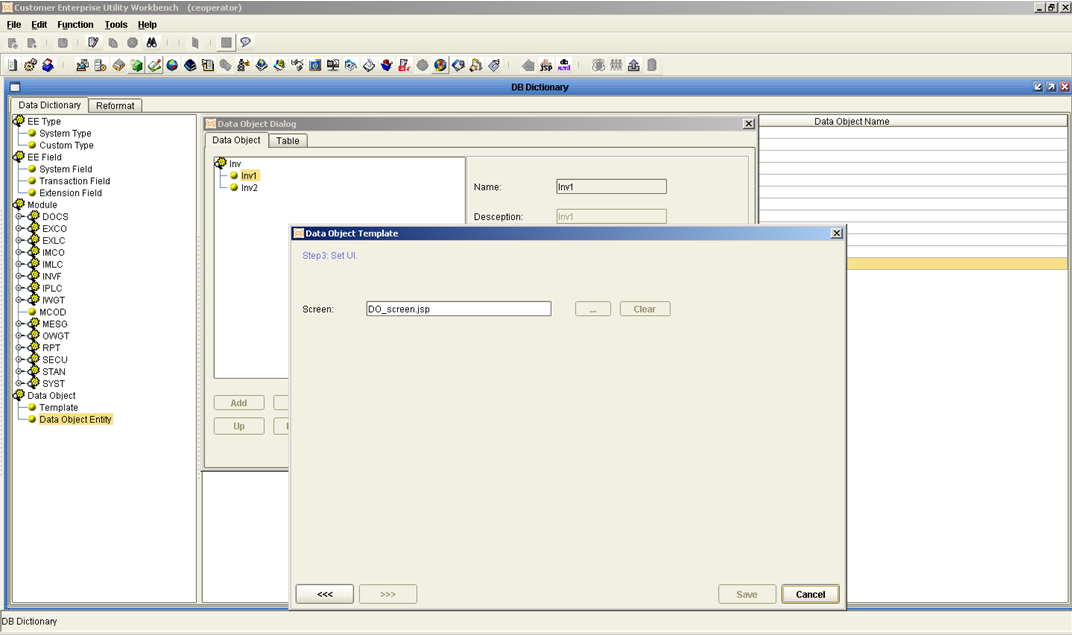 Customer Enterprise Utility Workbench (ceoperator)
File Edit Function Tools Help
jsp xml
DB Dictionary
Data Dictionary Reformat
EE Type
System Type
Custom Type
EE Field
System Field
Transaction Field
Extension Field
Module
DOCS
EXCO
EXLC
IMCO
IMLC
INVF
IPLC
IWGT
MCOD
MESG
OWGT
RPT
SECU
STAN
SYST
Data Object
Template
Data Object Entity
Data Object Dialog
Data Object Table
Inv
Inv1
Inv2
Name: Inv1
Desception: Inv1
Add
Up
Data Object Name
Data Object Template
Step3: Set UI.
Screen: DO_screen.jsp ... Clear
<<< >>> Save Cancel
DB Dictionary